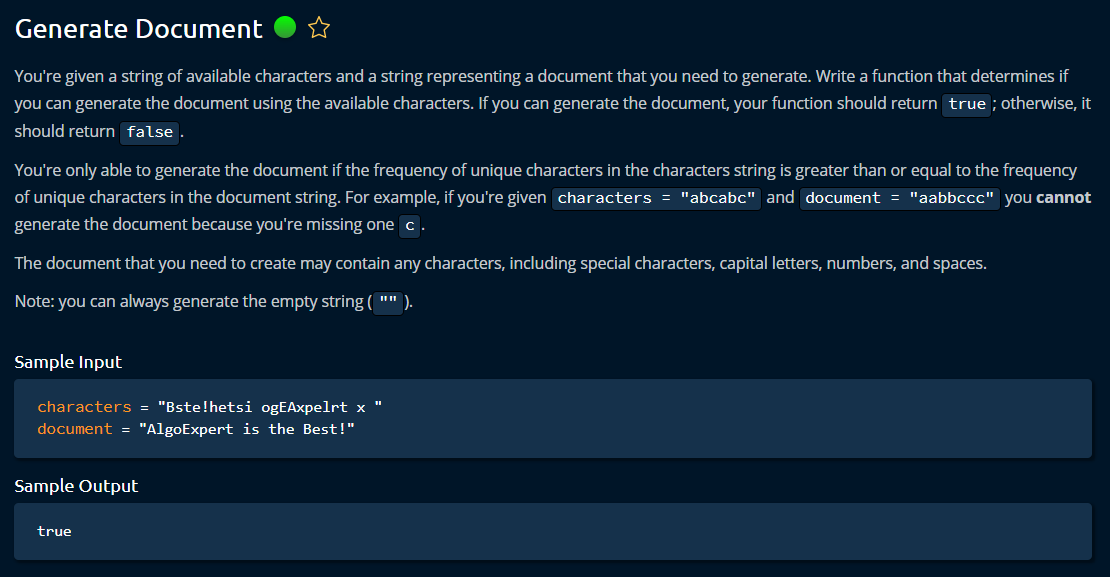 Generate Document
You're given a string of available characters and a string representing a document that you need to generate. Write a function that determines if
you can generate the document using the available characters. If you can generate the document, your function should return true ; otherwise, it
should return false .
You're only able to generate the document if the frequency of unique characters in the characters string is greater than or equal to the frequency
of unique characters in the document string. For example, if you're given characters = "abcabc" and document = "aabbccc" you cannot
generate the document because you're missing one c .
The document that you need to create may contain any characters, including special characters, capital letters, numbers, and spaces.
Note: you can always generate the empty string ( "" ).
Sample Input
characters = "Bste!hetsi ogEAxpelrt x "
document = "AlgoExpert is the Best!"
Sample Output
true